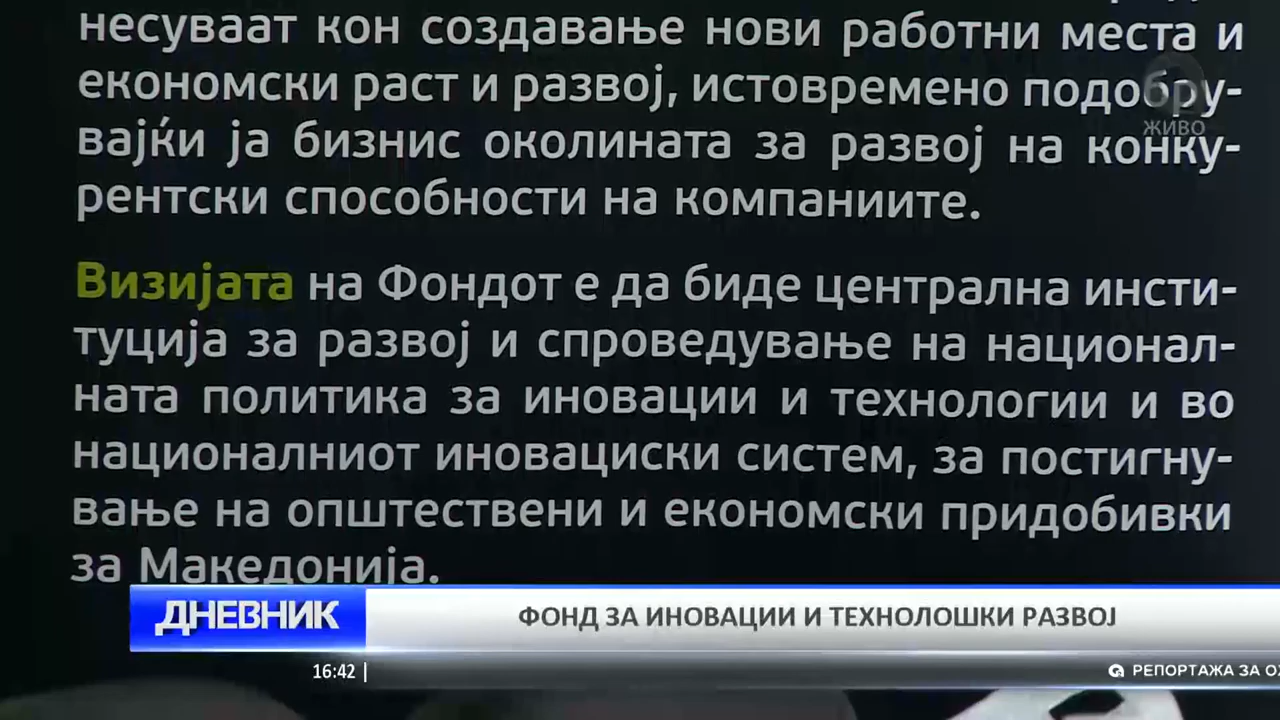 несуваат кон создавање нови работни места и
економски раст и развој, истовремено подобру-
вајќи ја бизнис околината за развој на конку-
рентски способности на компаниите.
ЖИВО
Визијата на Фондот е да биде централна инсти-
туција за развој и спроведување на национал-
ната политика за иновации и технологии и во
националниот иновациски систем, за постигну-
вање на општествени и економски придобивки
за Македонија.
ДНЕВНИК
ФОНД ЗА ИНОВАЦИИ И ТЕХНОЛОШКИ РАЗВОЈ
16:42 |
РЕПОРТАЖА ЗА